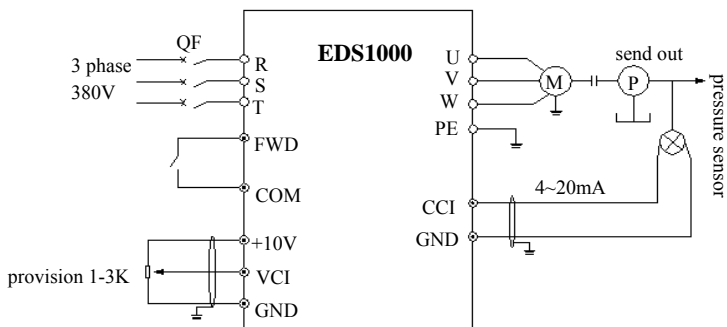 QF
3 phase
380V
R
S
T
FWD
COM
+10V
provision 1-3K
VCI
GND
EDS1000
U
V
W
PE
CCI
GND
M
send out
P
4~20mA
pressure sensor